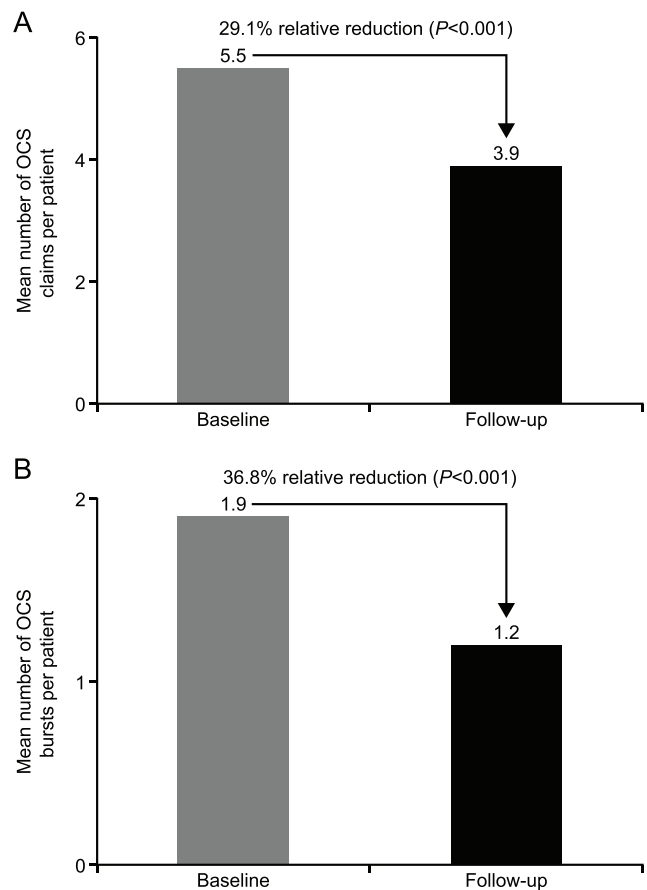 A
29.1% relative reduction (P<0.001)
6
5.5
4
3.9
2
0
Mean number of OCS
claims per patient
Baseline
Follow-up
B
36.8% relative reduction (P<0.001)
2
1.9
1.2
1
0
Mean number of OCS
bursts per patient
Baseline
Follow-up